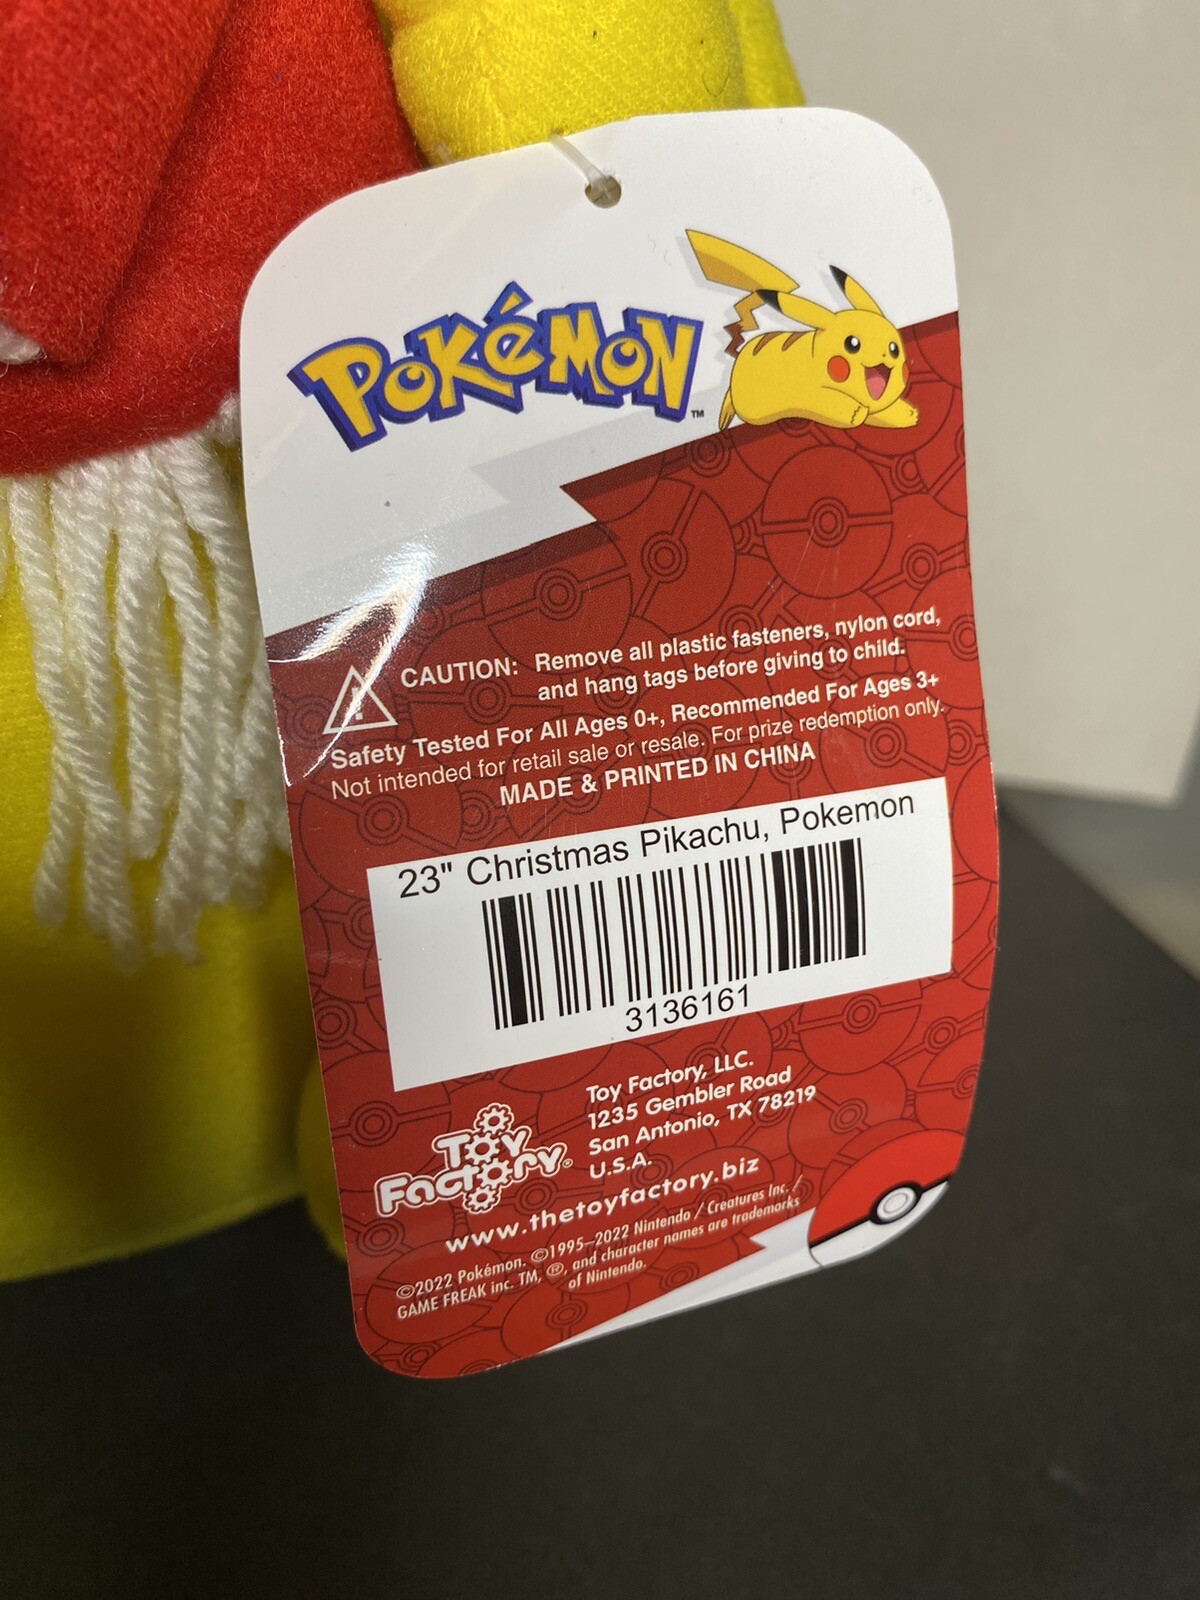 POKéMON™
CAUTION: Remove all plastic fasteners, nylon cord,
and hang tags before giving to child.
Safety Tested For All Ages 0+, Recommended For Ages 3+
Not intended for retail sale or resale. For prize redemption only.
MADE & PRINTED IN CHINA
23" Christmas Pikachu, Pokemon
3136161
Toy Factory®
Toy Factory, LLC.
1235 Gembler Road
San Antonio, TX 78219
U.S.A.
www.thetoyfactory.biz
©2022 Pokémon. ©1995–2022 Nintendo / Creatures Inc. /
GAME FREAK inc. TM, ®, and character names are trademarks
of Nintendo.